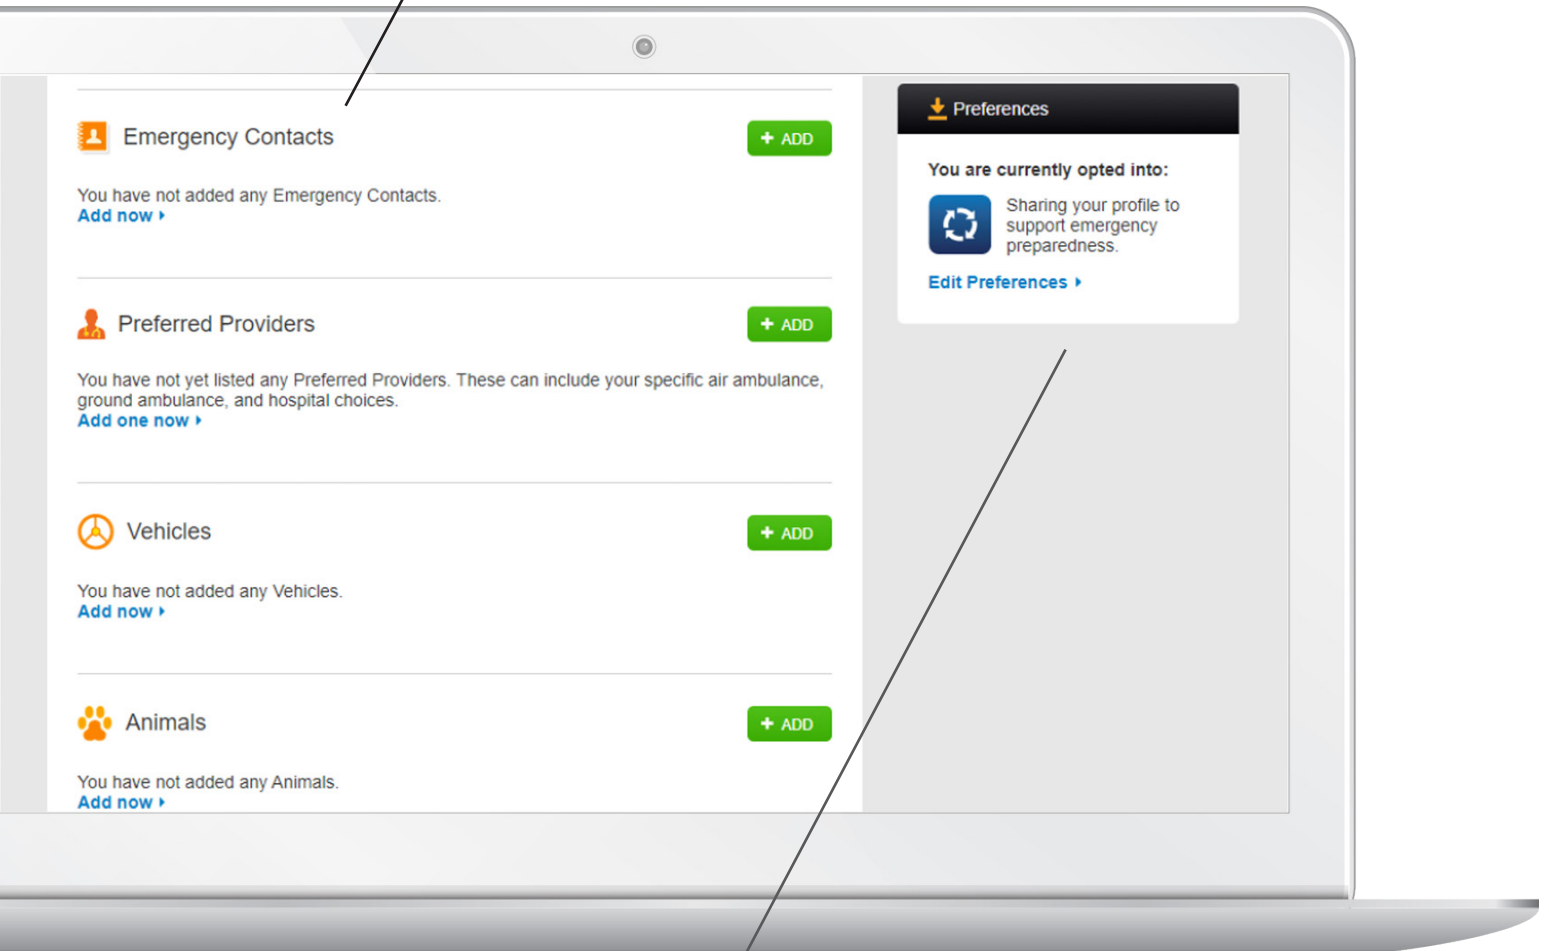 Emergency Contacts
+ ADD
You have not added any Emergency Contacts.
Add now
Preferred Providers
+ ADD
You have not yet listed any Preferred Providers. These can include your specific air ambulance,
ground ambulance, and hospital choices.
Add one now
Vehicles
+ ADD
You have not added any Vehicles.
Add now
Animals
+ ADD
You have not added any Animals.
Add now
Preferences
You are currently opted into:
Sharing your profile to
support emergency
preparedness.
Edit Preferences